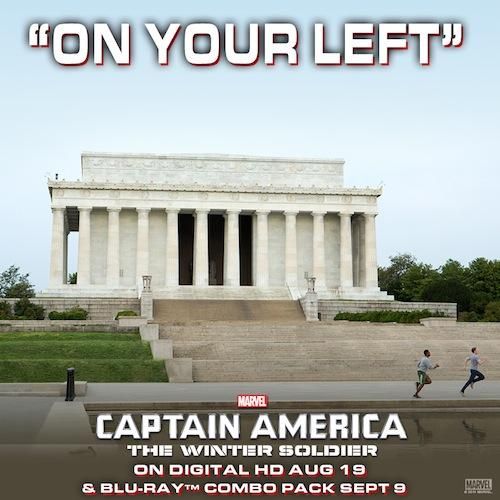 “ON YOUR LEFT”
MARVEL
CAPTAIN AMERICA
THE WINTER SOLDIER
ON DIGITAL HD AUG 19
& BLU-RAY™ COMBO PACK SEPT 9
MARVEL